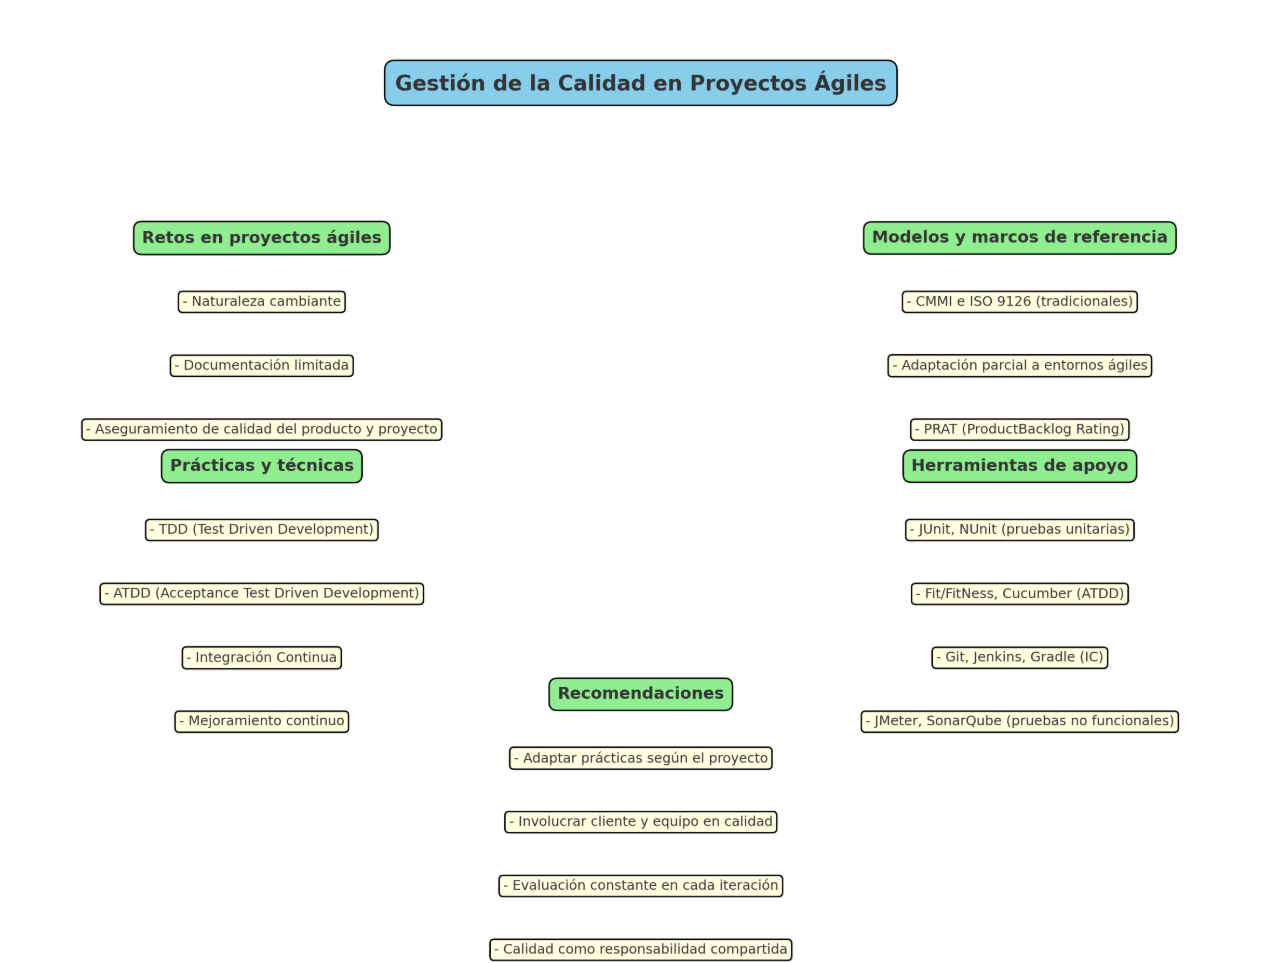 Gestión de la Calidad en Proyectos Ágiles
Retos en proyectos ágiles
- Naturaleza cambiante
- Documentación limitada
- Aseguramiento de calidad del producto y proyecto
Modelos y marcos de referencia
- CMMI e ISO 9126 (tradicionales)
- Adaptación parcial a entornos ágiles
- PRAT (ProductBacklog Rating)
Prácticas y técnicas
- TDD (Test Driven Development)
- ATDD (Acceptance Test Driven Development)
- Integración Continua
- Mejoramiento continuo
Herramientas de apoyo
- JUnit, NUnit (pruebas unitarias)
- Fit/FitNess, Cucumber (ATDD)
- Git, Jenkins, Gradle (IC)
- JMeter, SonarQube (pruebas no funcionales)
Recomendaciones
- Adaptar prácticas según el proyecto
- Involucrar cliente y equipo en calidad
- Evaluación constante en cada iteración
- Calidad como responsabilidad compartida